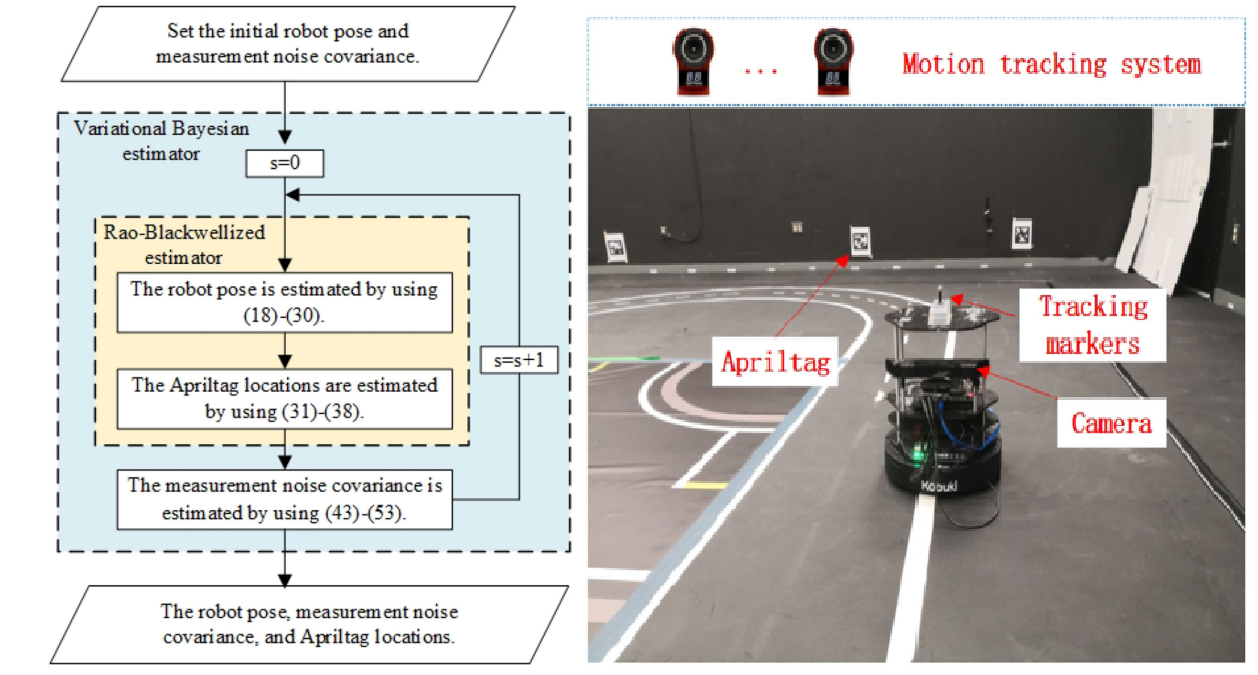 Set the initial robot pose and
measurement noise covariance.
Variational Bayesian
estimator
s=0
Rao-Blackwellized
estimator
The robot pose is estimated by using
(18)-(30).
The Apriltag locations are estimated
by using (31)-(38).
s=s+1
The measurement noise covariance is
estimated by using (43)-(53).
The robot pose, measurement noise
covariance, and Apriltag locations.
... Motion tracking system
Apriltag
Tracking
markers
Camera
Kobuki